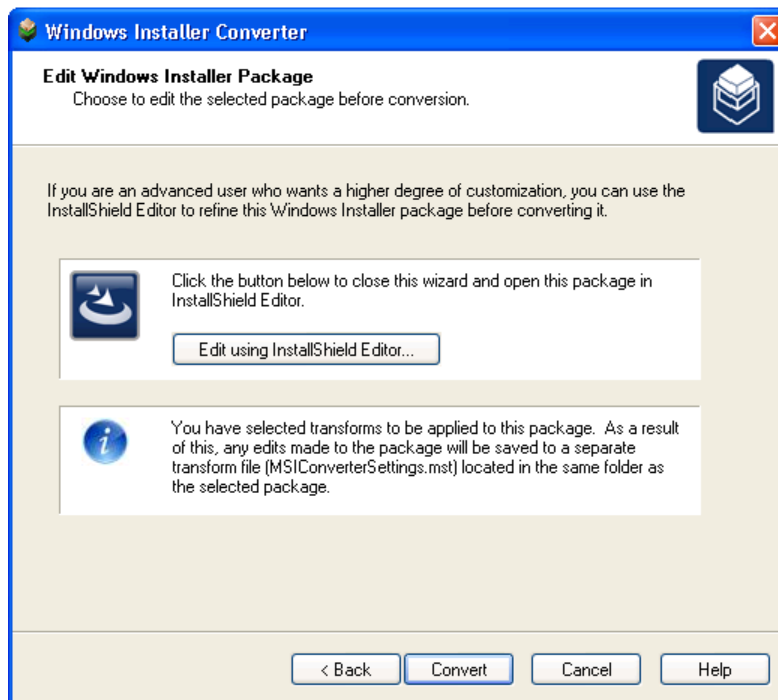 Windows Installer Converter
Edit Windows Installer Package
Choose to edit the selected package before conversion.
If you are an advanced user who wants a higher degree of customization, you can use the
InstallShield Editor to refine this Windows Installer package before converting it.
Click the button below to close this wizard and open this package in
InstallShield Editor.
Edit using InstallShield Editor...
You have selected transforms to be applied to this package.  As a result
of this, any edits made to the package will be saved to a separate
transform file (MSIConverterSettings.mst) located in the same folder as
the selected package.
< Back
Convert
Cancel
Help